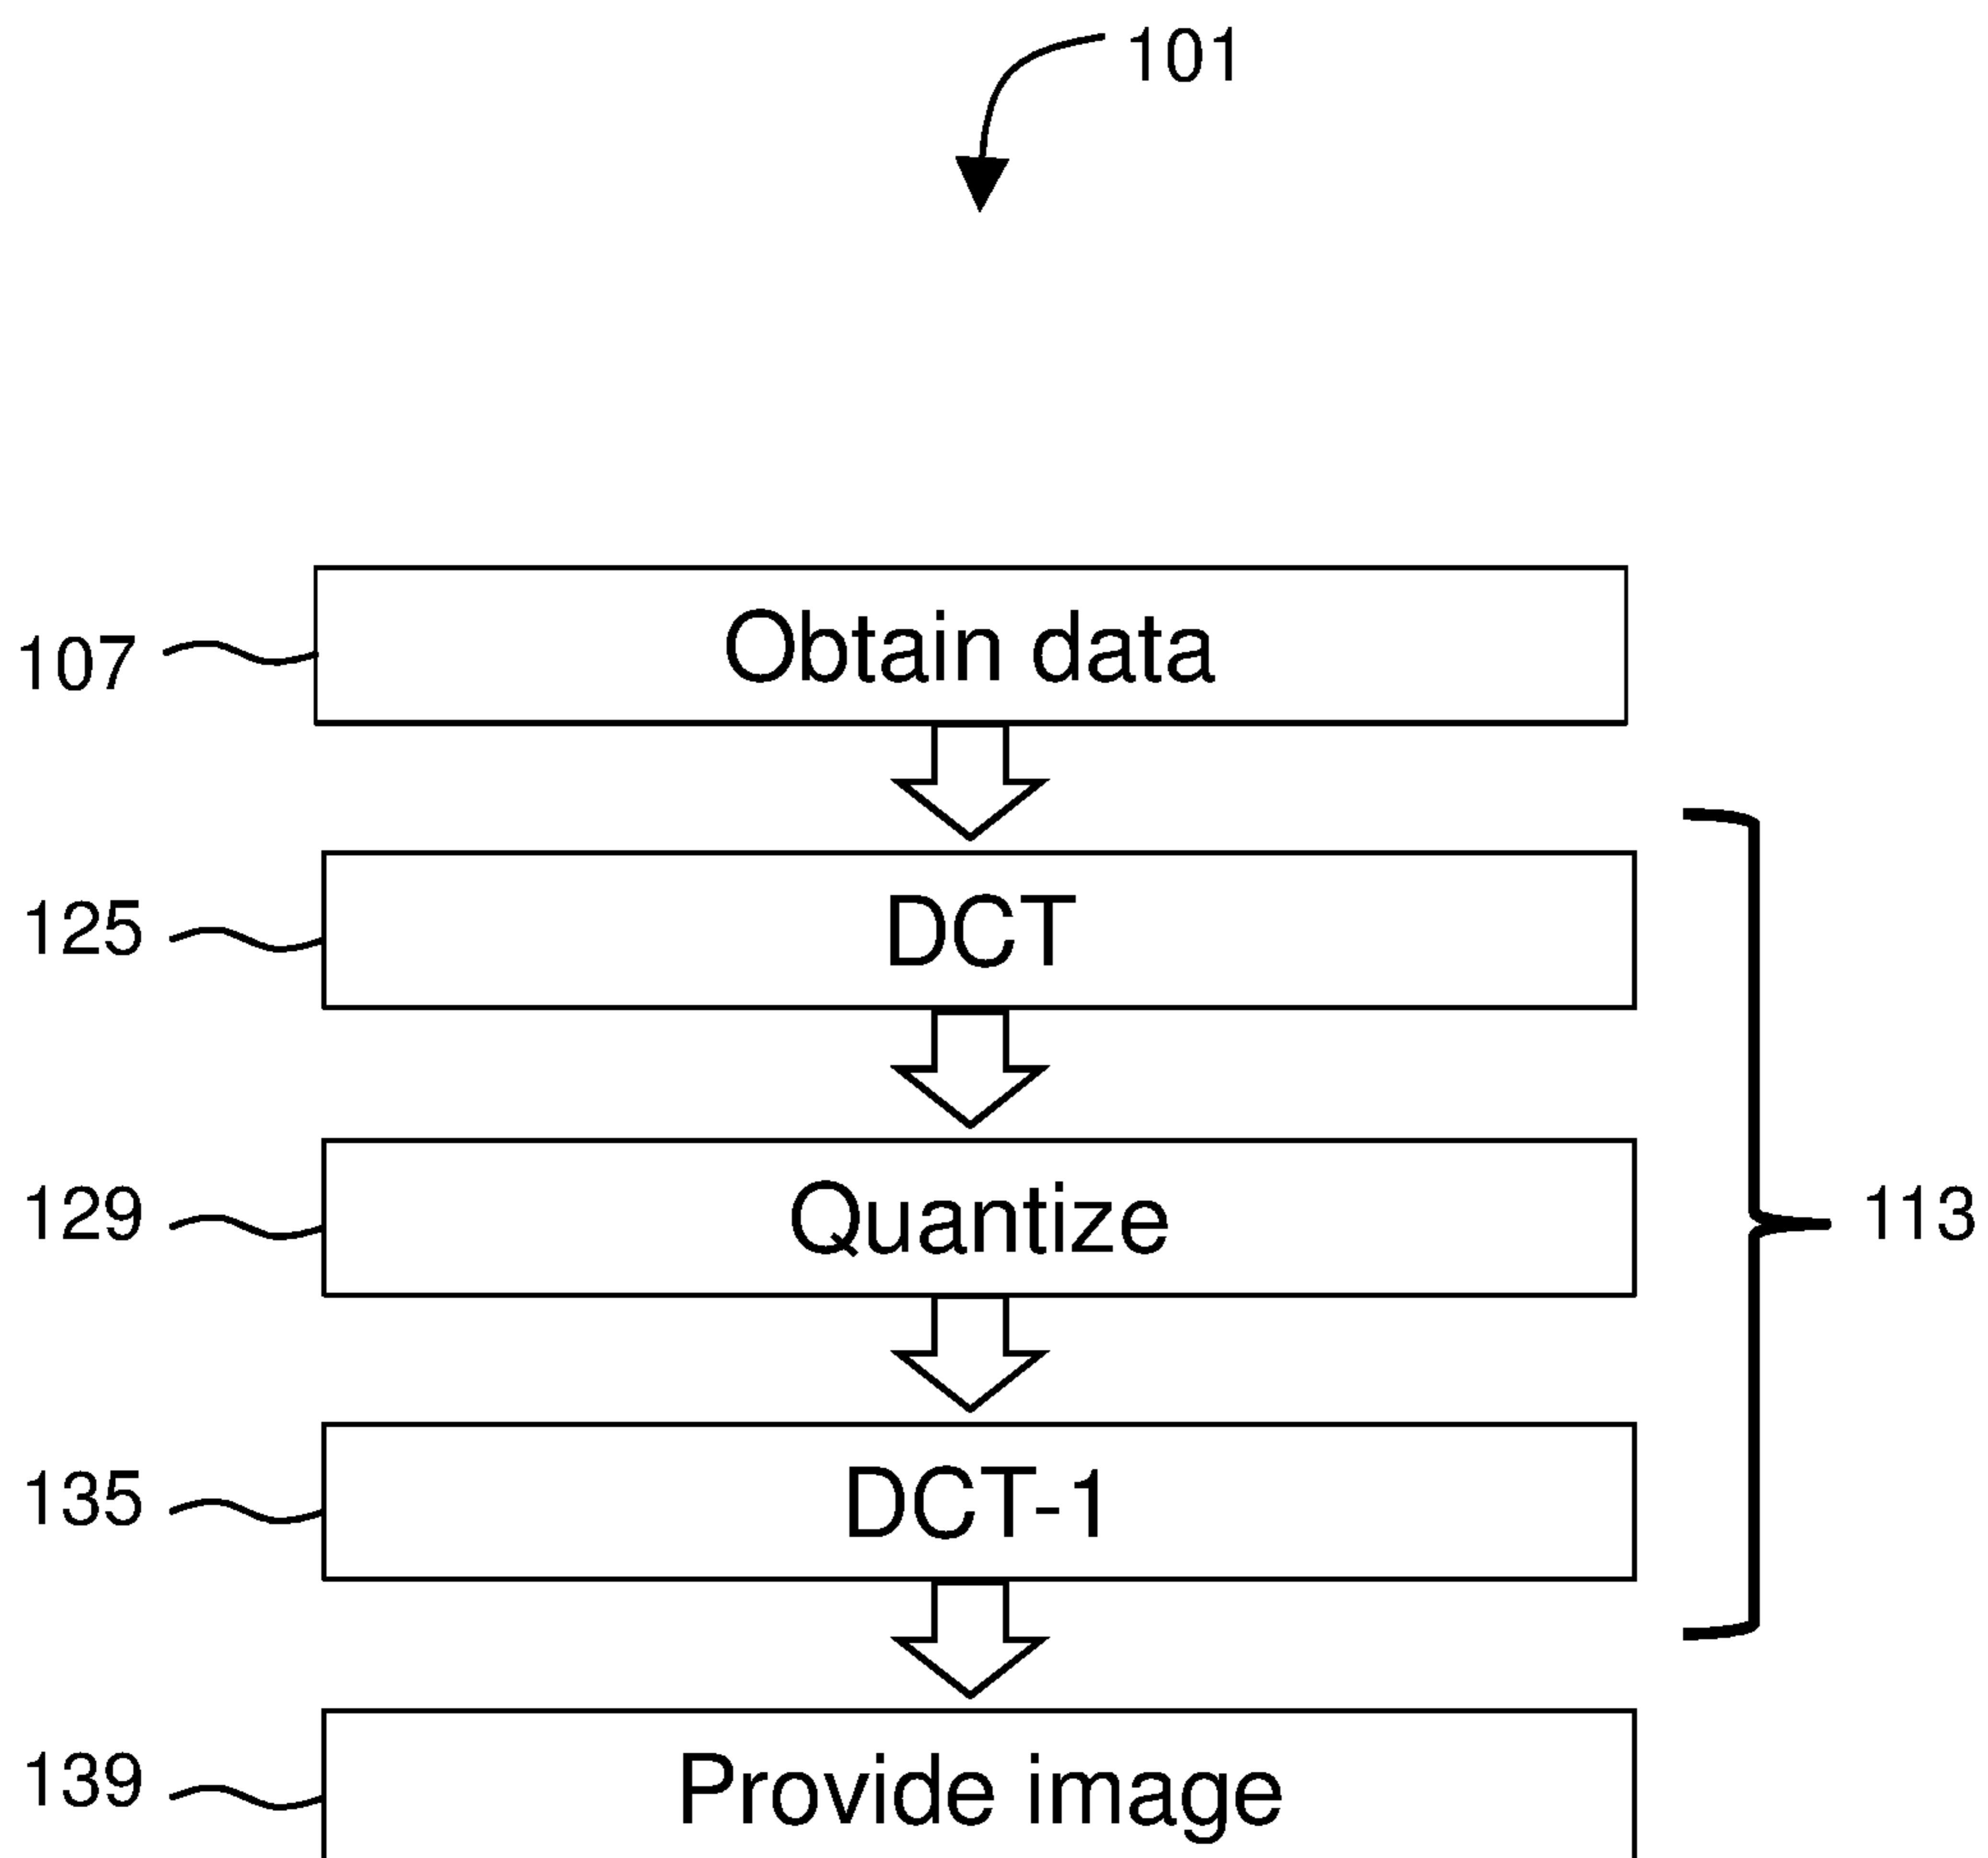 101
107 Obtain data
125 DCT
129 Quantize
113
135 DCT-1
139 Provide image